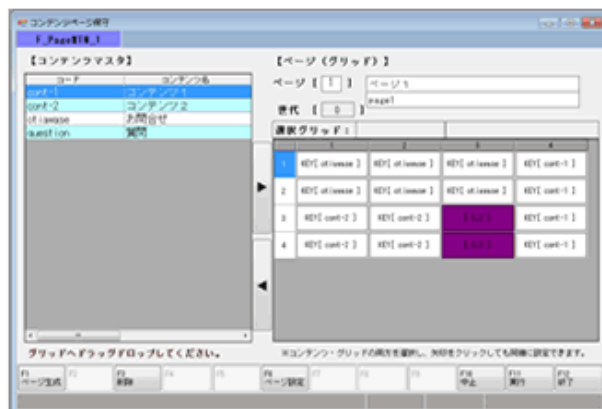 コンテンツページ保守
F_PageMTM_1
【コンテンツマスタ】
コード コンテンツ名
cont-1 コンテンツ1
cont-2 コンテンツ2
otiawase お問合せ
question 質問
グリッドへドラッグドロップしてください。
【ページ(グリッド)】
ページ [ 1 ] ページ1
世代 [ 0 ] page1
選択グリッド:
1 2 3 4
1 KEY[ otiawase ] KEY[ otiawase ] KEY[ otiawase ] KEY[ cont-1 ]
2 KEY[ otiawase ] KEY[ otiawase ] KEY[ otiawase ] KEY[ cont-1 ]
3 KEY[ cont-2 ] KEY[ cont-2 ] KEY[ cont-1 ]
4 KEY[ cont-2 ] KEY[ cont-2 ] KEY[ cont-1 ]
※コンテンツ・グリッドの両方を選択し、矢印をクリックしても同様に設定できます。
F1 ページ生成 F2 F3 削除 F4 F5 F6 ページ設定 F7 F8 F9 F10 中止 F11 実行 F12 終了